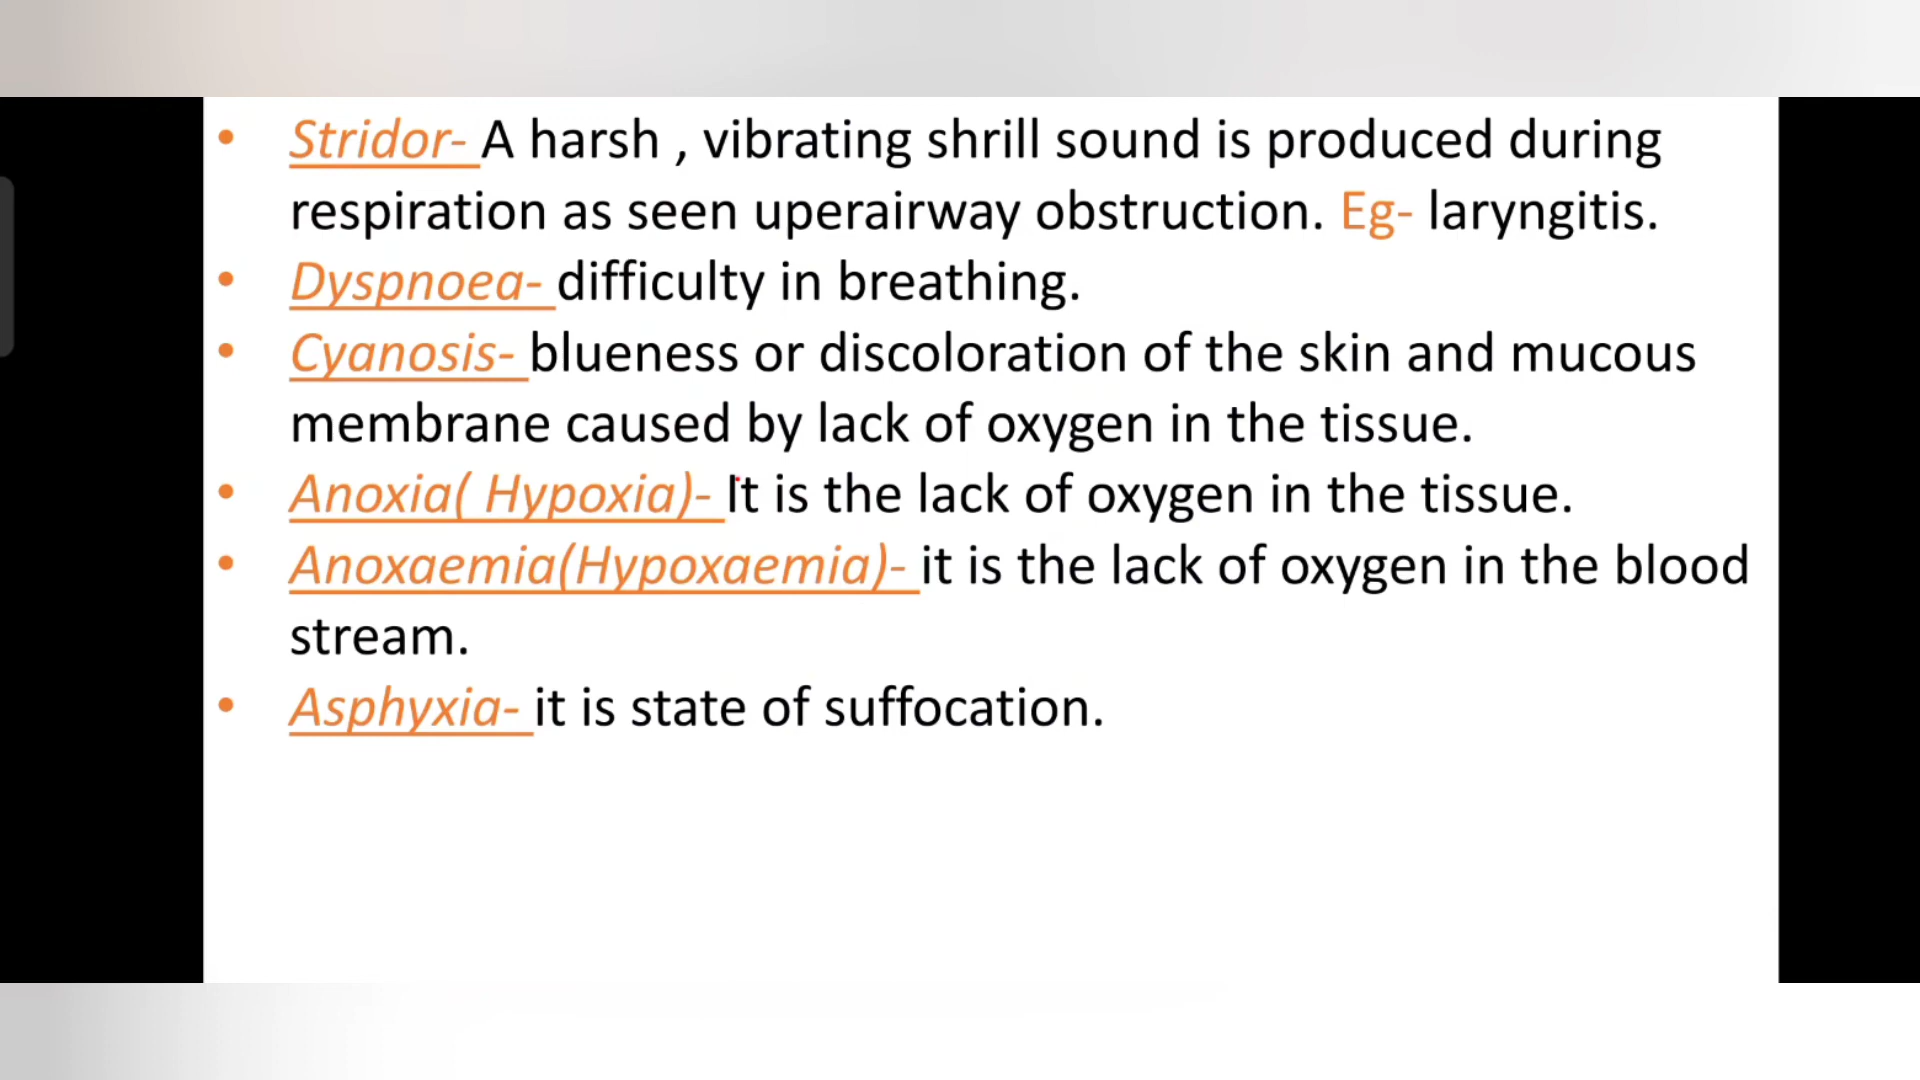 • Stridor- A harsh , vibrating shrill sound is produced during
respiration as seen uperairway obstruction. Eg- laryngitis.
• Dyspnoea- difficulty in breathing.
• Cyanosis- blueness or discoloration of the skin and mucous
membrane caused by lack of oxygen in the tissue.
• Anoxia( Hypoxia)- It is the lack of oxygen in the tissue.
• Anoxaemia(Hypoxaemia)- it is the lack of oxygen in the blood
stream.
• Asphyxia- it is state of suffocation.